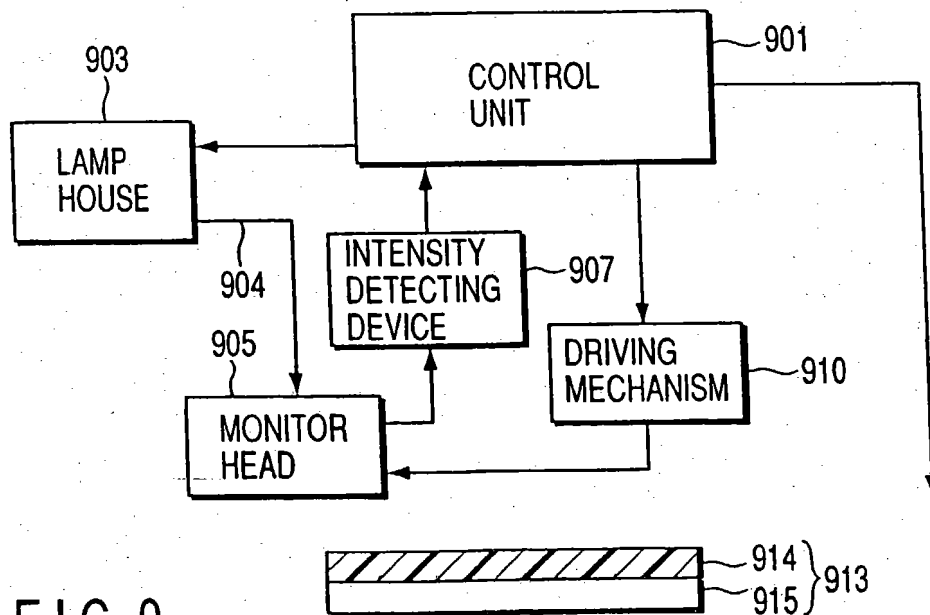 901
CONTROL
UNIT
903
LAMP
HOUSE
904
INTENSITY
DETECTING
DEVICE
907
905
MONITOR
HEAD
DRIVING
MECHANISM
910
914
913
915
FIG. 9